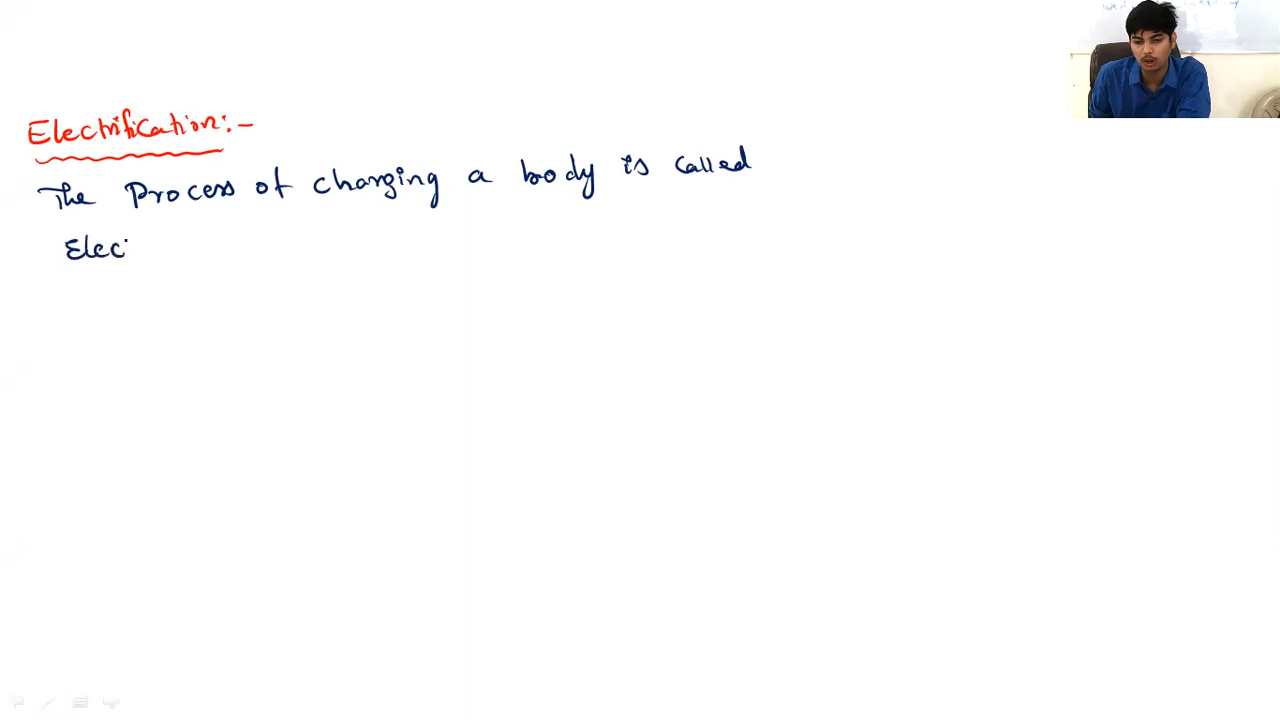 Electrification:-
The Process of charging a body is called
Elec